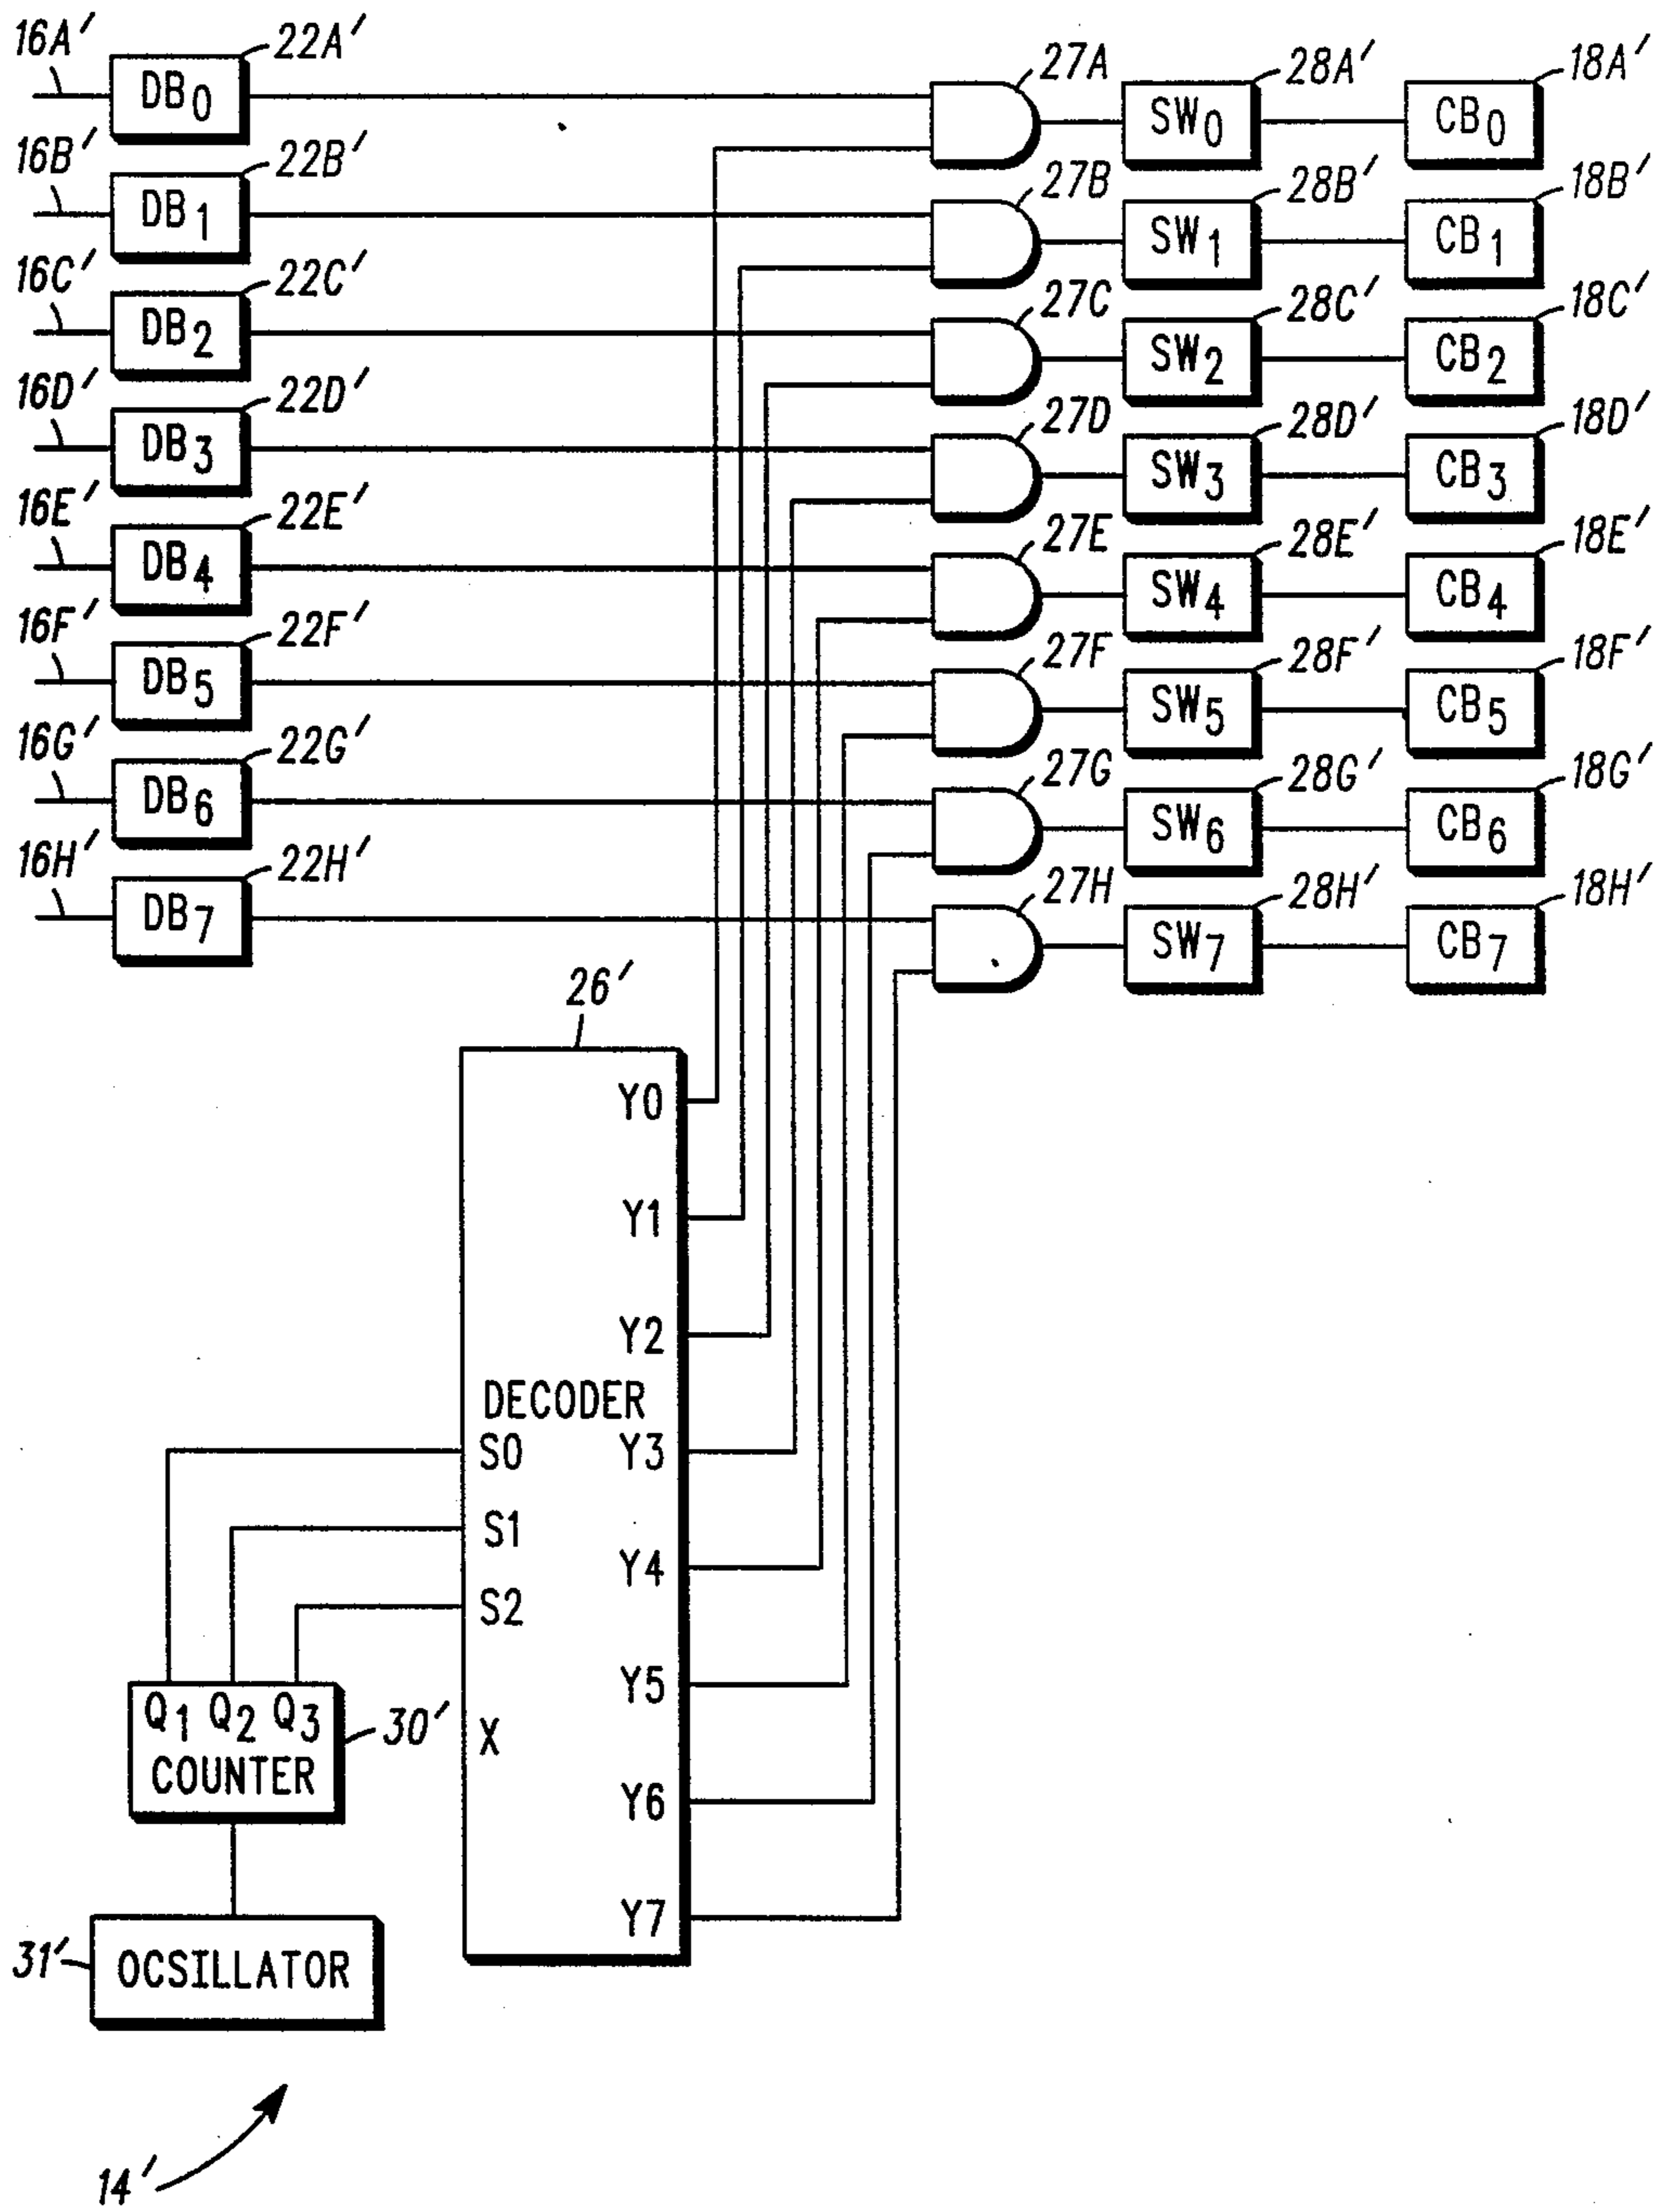 16A′ 22A′ 27A 28A′ 18A′
DB0 SW0 CB0
16B′ 22B′ 27B 28B′ 18B′
DB1 SW1 CB1
16C′ 22C′ 27C 28C′ 18C′
DB2 SW2 CB2
16D′ 22D′ 27D 28D′ 18D′
DB3 SW3 CB3
16E′ 22E′ 27E 28E′ 18E′
DB4 SW4 CB4
16F′ 22F′ 27F 28F′ 18F′
DB5 SW5 CB5
16G′ 22G′ 27G 28G′ 18G′
DB6 SW6 CB6
16H′ 22H′ 27H 28H′ 18H′
DB7 SW7 CB7
26′
Y0
Y1
Y2
DECODER
S0 Y3
S1
Y4
S2
Y5
Q1 Q2 Q3 30′
X
COUNTER
Y6
Y7
31′ OCSILLATOR
14′